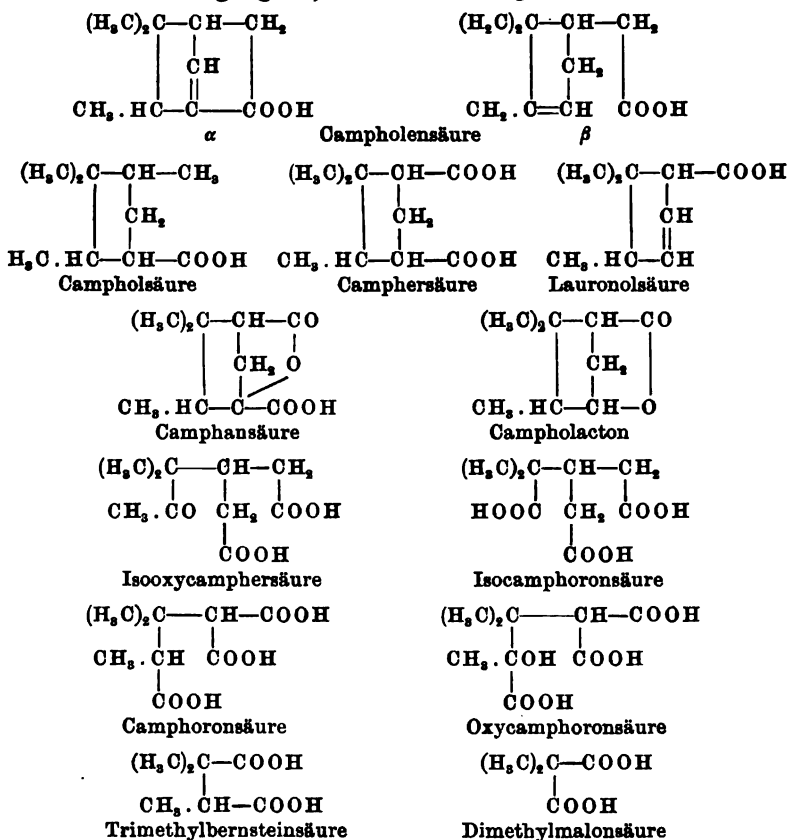 (H₃C)₂C—CH—CH₂ (H₃C)₂C—CH—CH₂
CH CH₂
CH₃.HC—C—COOH CH₃.C=CH COOH
α Campholensäure β
(H₃C)₂C—CH—CH₃ (H₃C)₂C—CH—COOH (H₃C)₂C—CH—COOH
CH₂ CH₂ CH
H₃C.HC—CH—COOH CH₃.HC—CH—COOH CH₃.HC—CH
Campholsäure Camphersäure Lauronolsäure
(H₃C)₂C—CH—CO (H₃C)₂C—CH—CO
CH₂ O CH₂
CH₃.HC—C—COOH CH₃.HC—CH—O
Camphansäure Campholacton
(H₃C)₂C—CH—CH₂ (H₃C)₂C—CH—CH₂
CH₃.CO CH₂ COOH HOOC CH₂ COOH
COOH COOH
Isooxycamphersäure Isocamphoronsäure
(H₃C)₂C—CH—COOH (H₃C)₂C—CH—COOH
CH₃.CH COOH CH₃.COH COOH
COOH COOH
Camphoronsäure Oxycamphoronsäure
(H₃C)₂C—COOH (H₃C)₂C—COOH
CH₃.CH—COOH COOH
Trimethylbernsteinsäure Dimethylmalonsäure